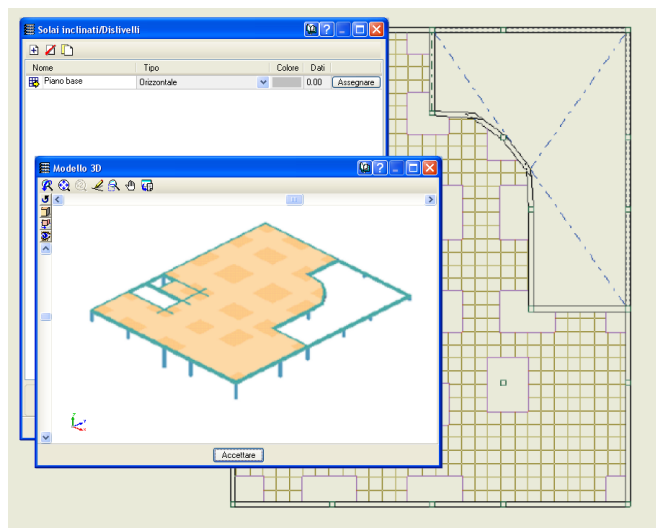 Solai inclinati/Dislivelli
Nome Tipo Colore Dati
Piano base Orizzontale 0.00 Assegnare
Modello 3D
Accettare